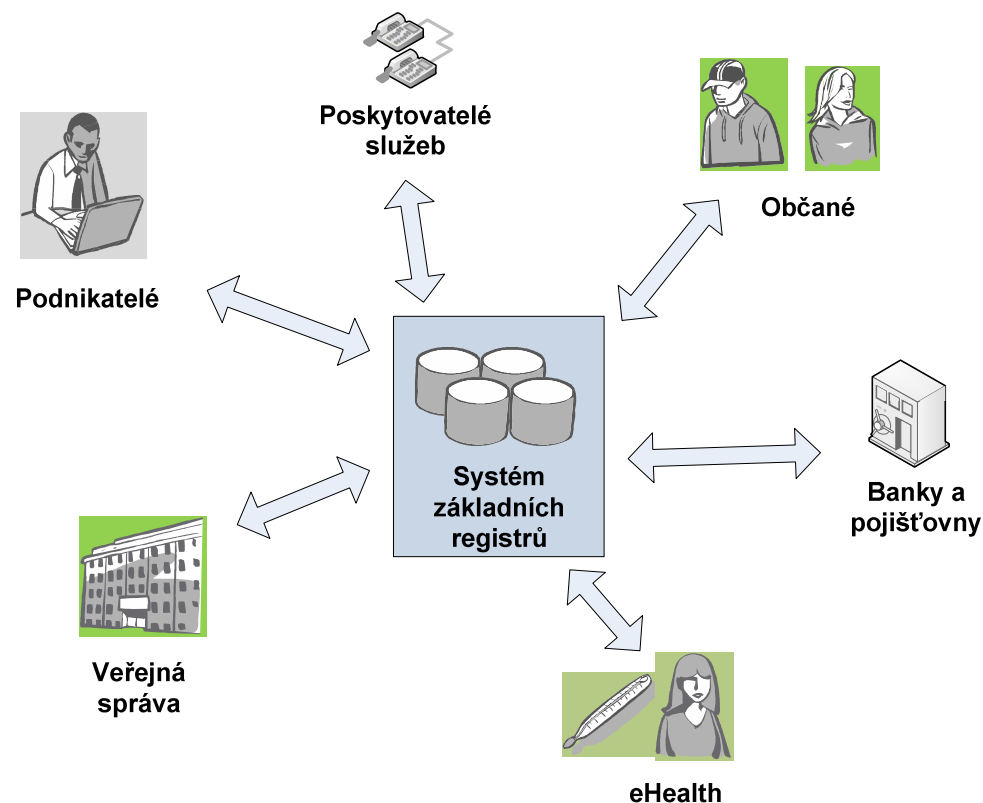 Poskytovatelé
služeb
Občané
Podnikatelé
Systém
základních
registrů
Banky a
pojišťovny
Veřejná
správa
eHealth